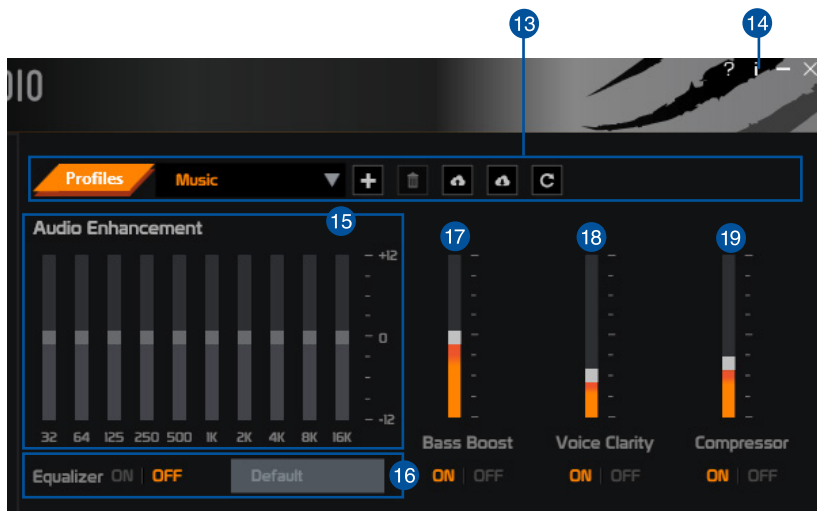 13 14
DIO ? i
Profiles Music
15 17 18 19
Audio Enhancement
+12
0
-12
32 64 125 250 500 1K 2K 4K 8K 16K
Bass Boost Voice Clarity Compressor
Equalizer ON | OFF Default 16 ON | OFF ON | OFF ON | OFF